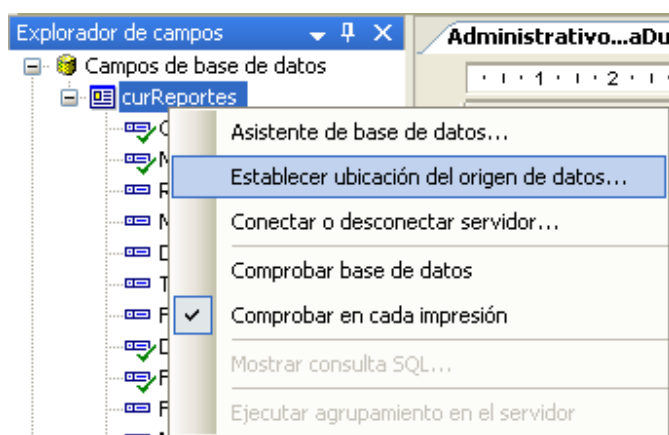 Explorador de campos
Administrativo...aDu
Campos de base de datos
1 2
curReportes
Asistente de base de datos...
Establecer ubicación del origen de datos...
Conectar o desconectar servidor...
Comprobar base de datos
Comprobar en cada impresión
Mostrar consulta SQL...
Ejecutar agrupamiento en el servidor